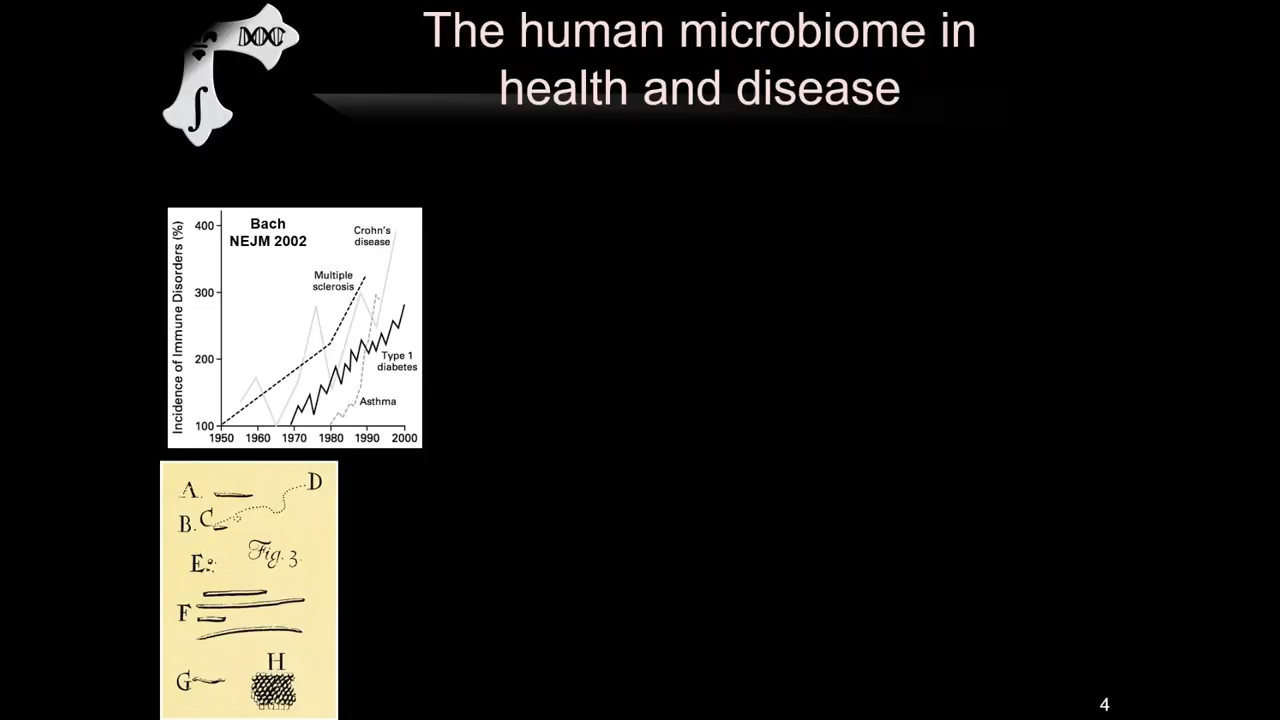 DOC
∫
The human microbiome in
health and disease
Bach
NEJM 2002
Incidence of Immune Disorders (%)
400
300
200
100
1950 1960 1970 1980 1990 2000
Crohn's
disease
Multiple
sclerosis
Type 1
diabetes
Asthma
A.
D
B. C
Fig. 3.
E:
F
H
G
4